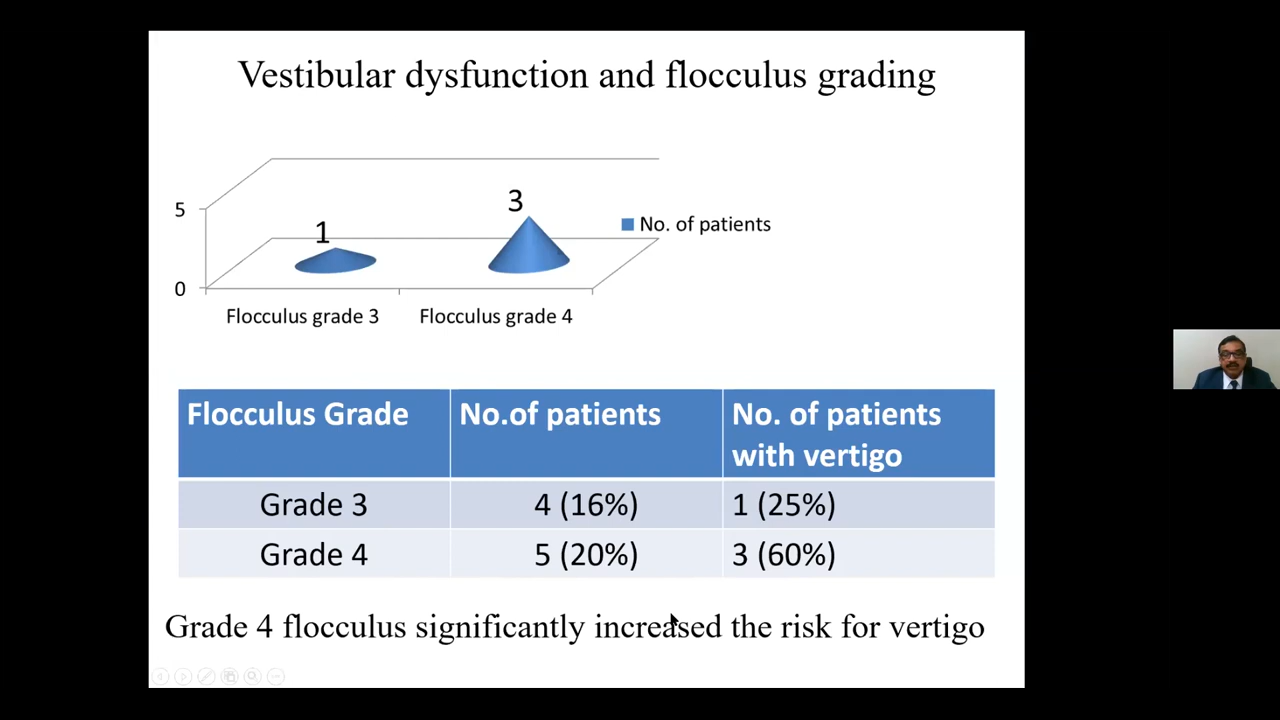 Vestibular dysfunction and flocculus grading
5
0
1
3
No. of patients
Flocculus grade 3
Flocculus grade 4
Flocculus Grade No.of patients No. of patients
with vertigo
Grade 3 4 (16%) 1 (25%)
Grade 4 5 (20%) 3 (60%)
Grade 4 flocculus significantly increased the risk for vertigo